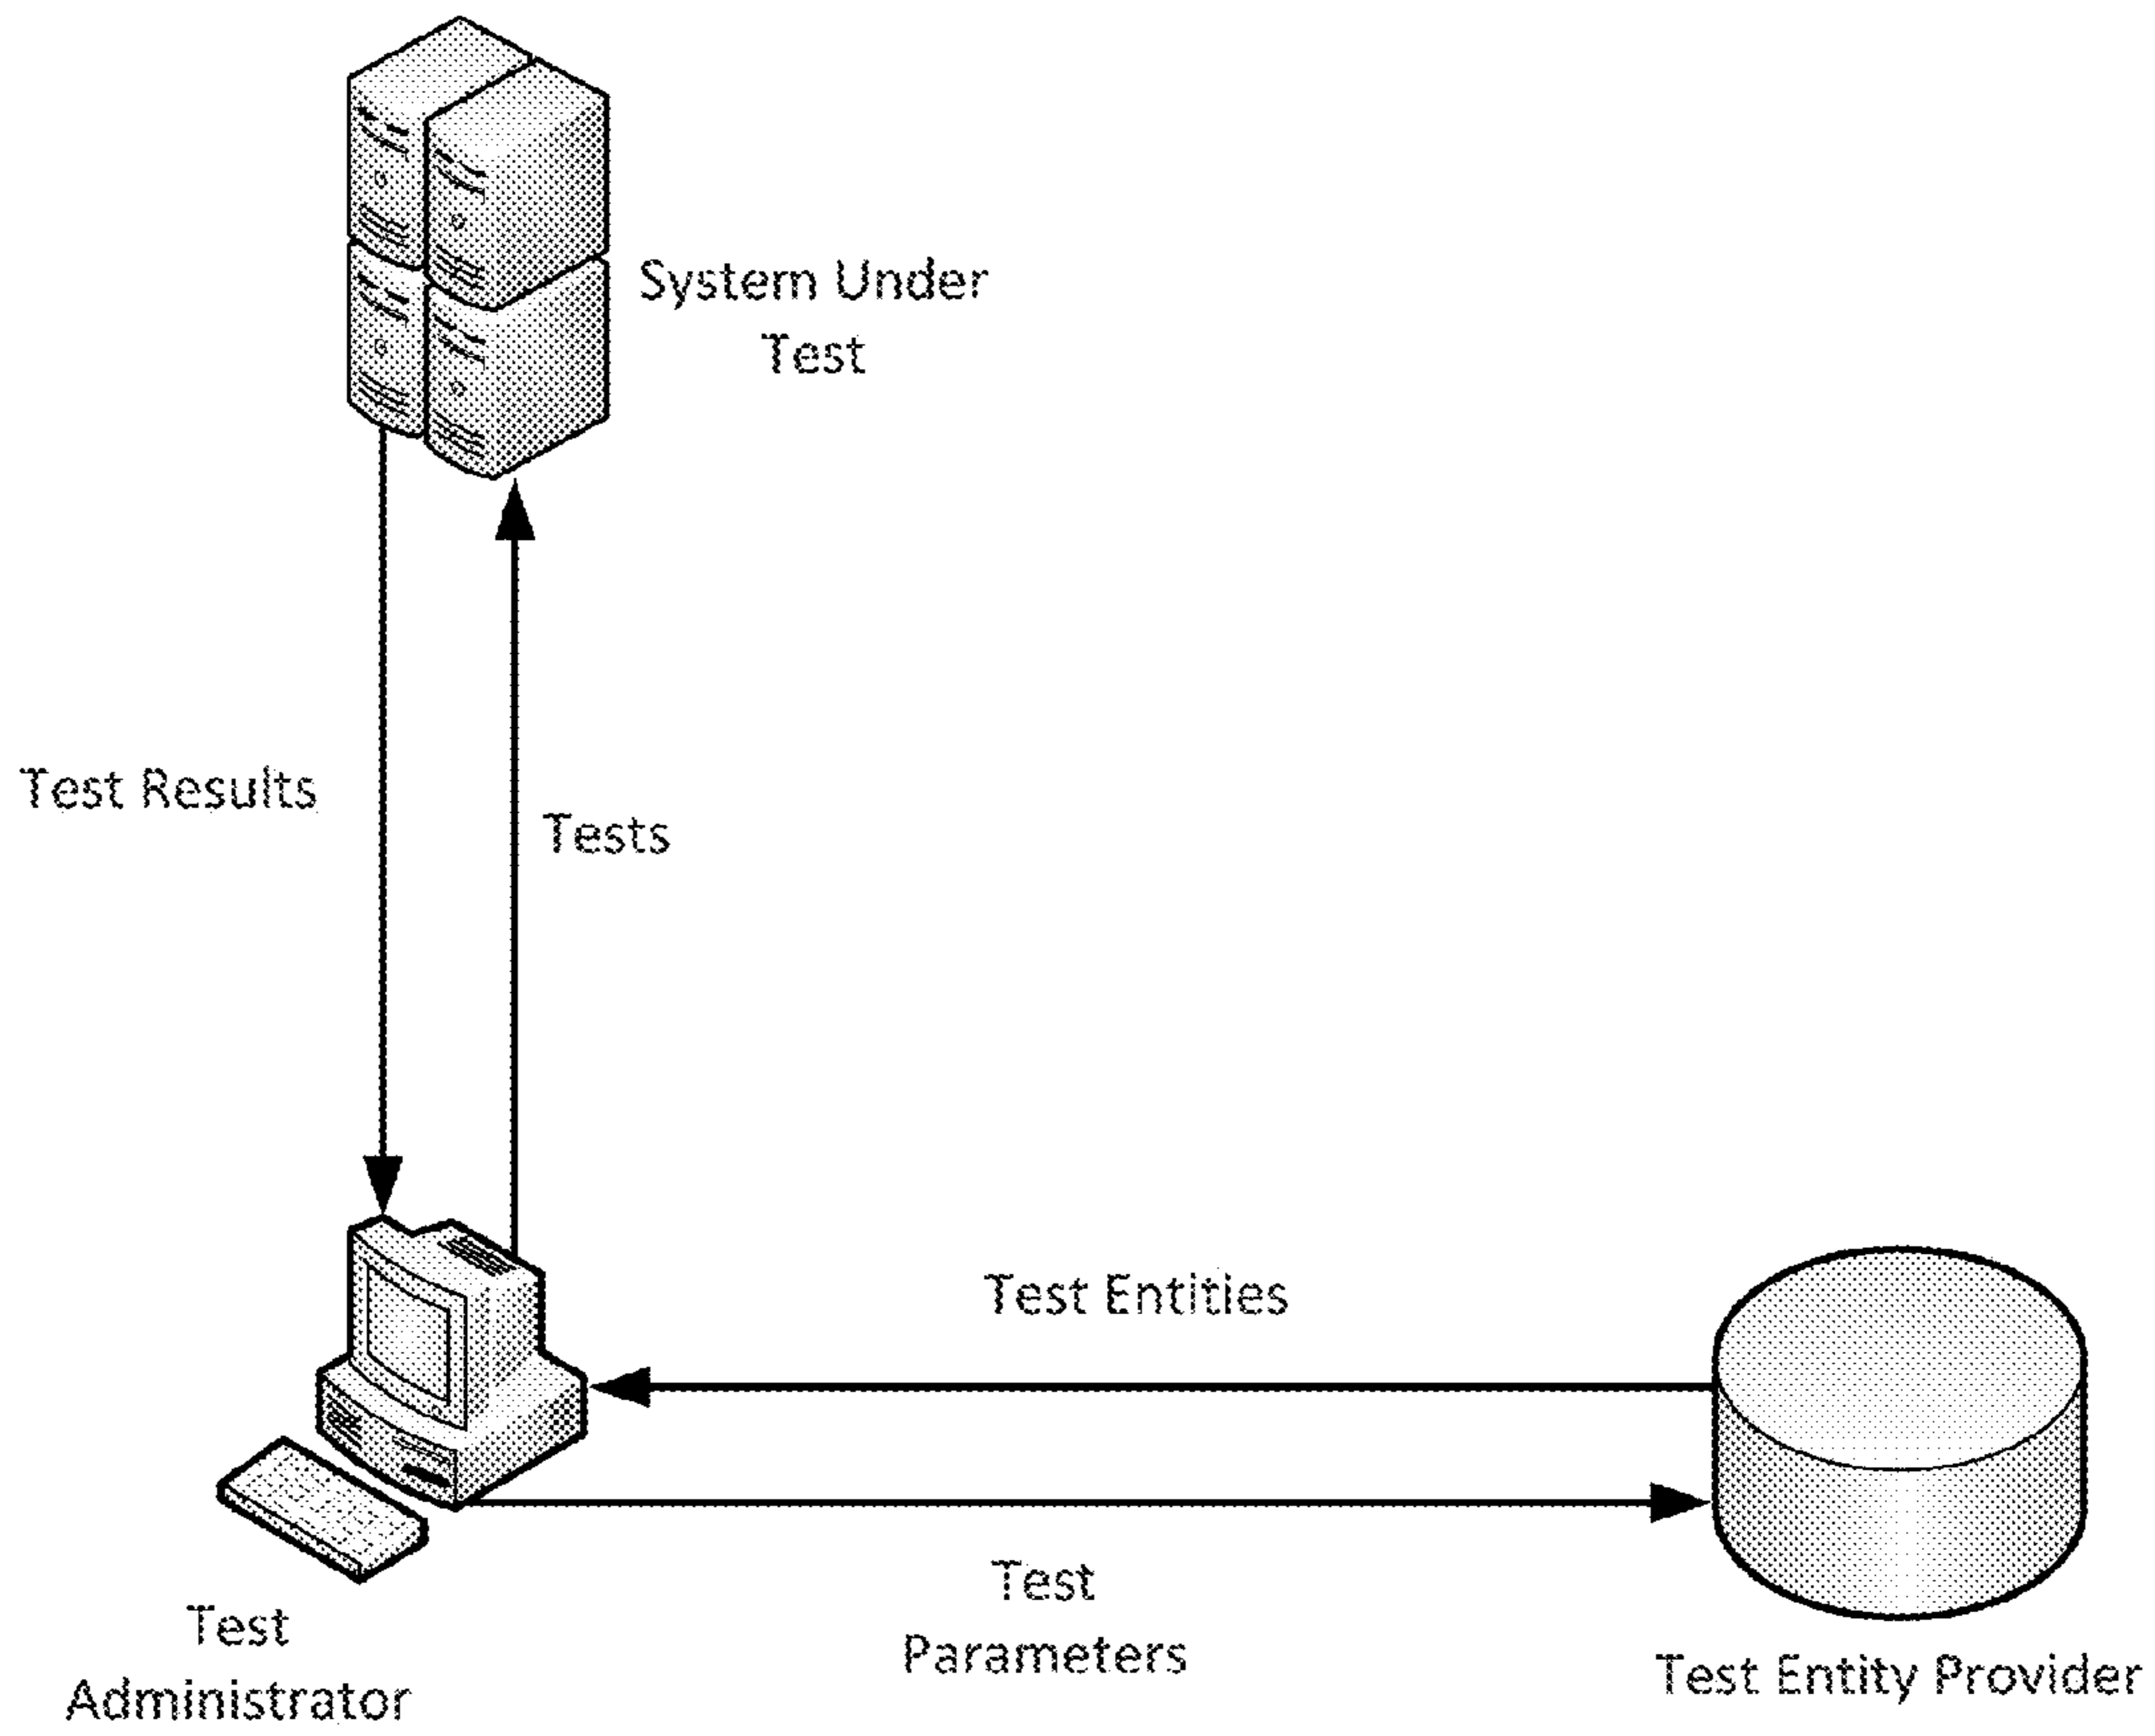 System Under
Test
Test Results
Tests
Test Entities
Test
Parameters
Test
Administrator
Test Entity Provider